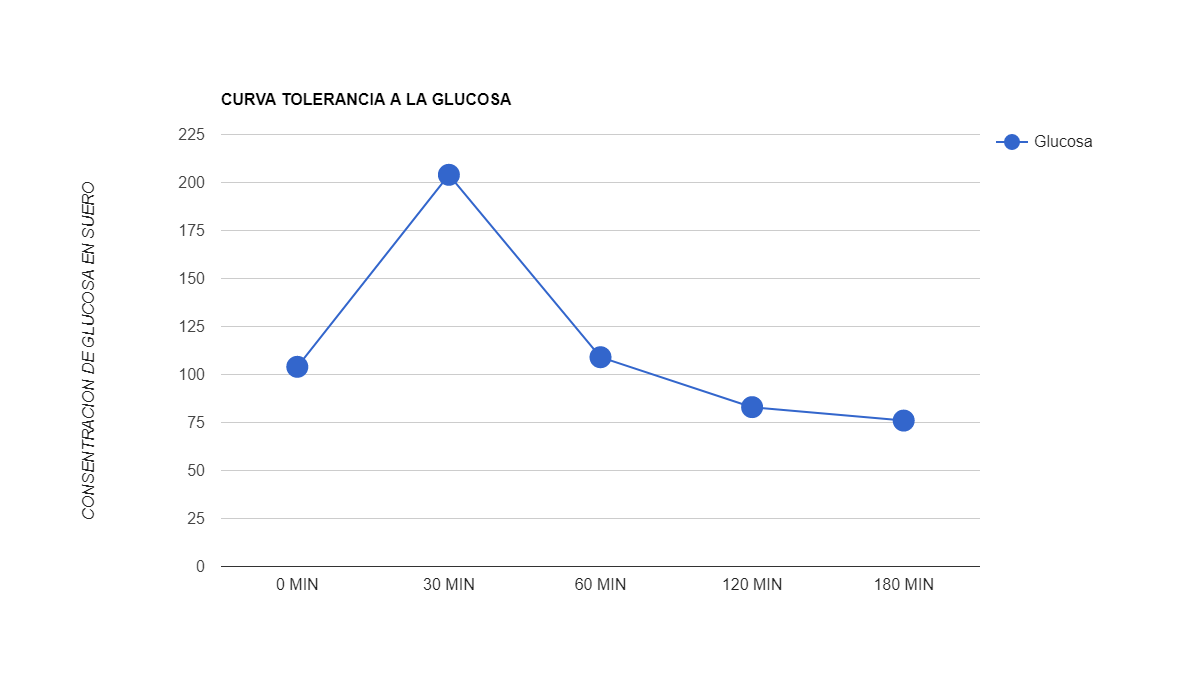 CURVA TOLERANCIA A LA GLUCOSA
CONSENTRACION DE GLUCOSA EN SUERO
225
200
175
150
125
100
75
50
25
0
0 MIN
30 MIN
60 MIN
120 MIN
180 MIN
Glucosa